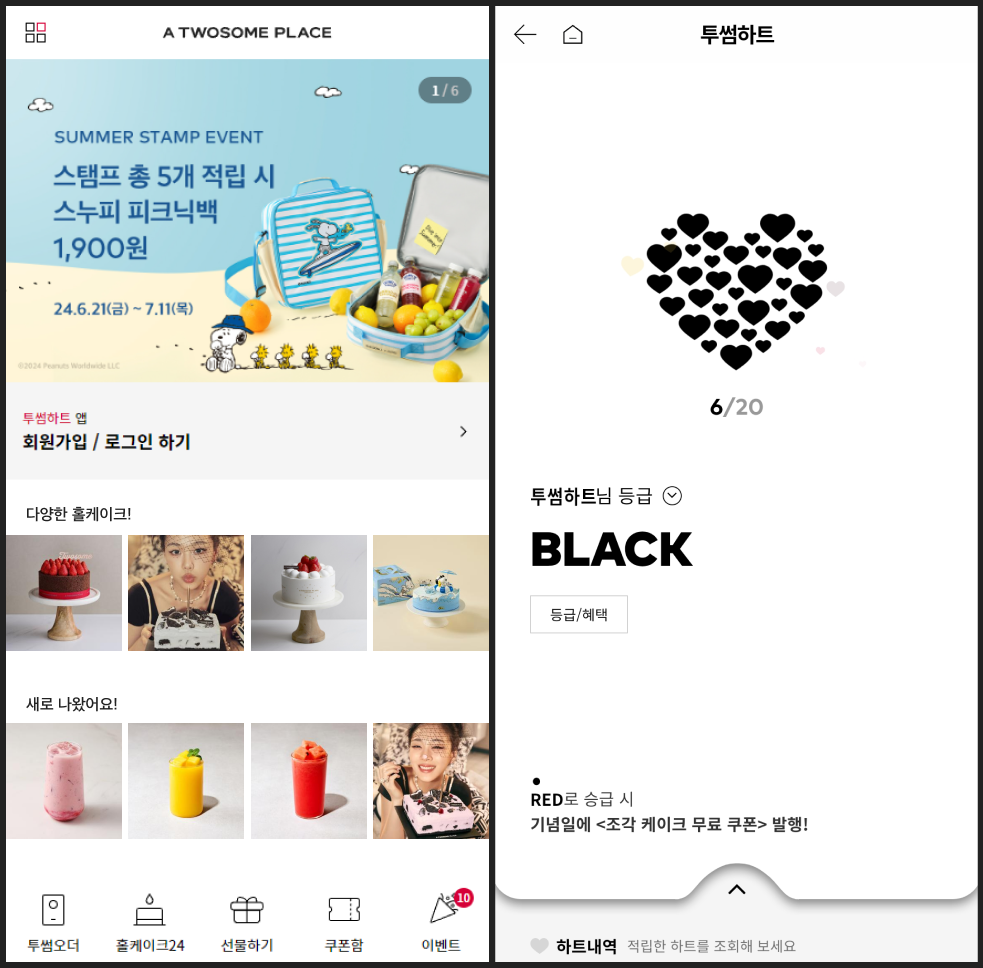 A TWOSOME PLACE
1 / 6
SUMMER STAMP EVENT
스탬프 총 5개 적립 시
스누피 피크닉백
1,900원
24.6.21(금) ~ 7.11(목)
©2024 Peanuts Worldwide LLC
투썸하트 앱
회원가입 / 로그인 하기
다양한 홀케이크!
새로 나왔어요!
투썸오더
홀케이크24
선물하기
쿠폰함
10
이벤트
투썸하트
6/20
투썸하트님 등급
BLACK
등급/혜택
RED로 승급 시
기념일에 <조각 케이크 무료 쿠폰> 발행!
하트내역 적립한 하트를 조회해 보세요